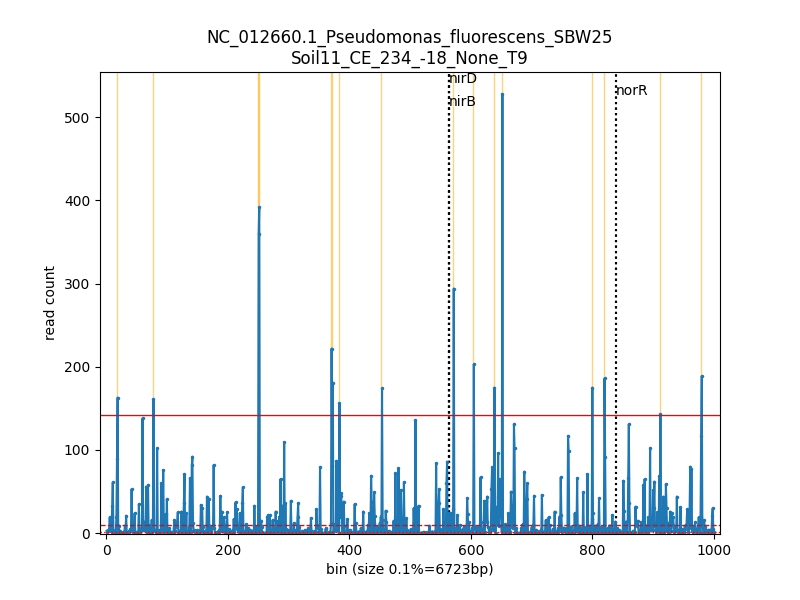 NC_012660.1_Pseudomonas_fluorescens_SBW25
Soil11_CE_234_-18_None_T9
nirD
norR
nirB
read count
500
400
300
200
100
0
0 200 400 600 800 1000
bin (size 0.1%=6723bp)